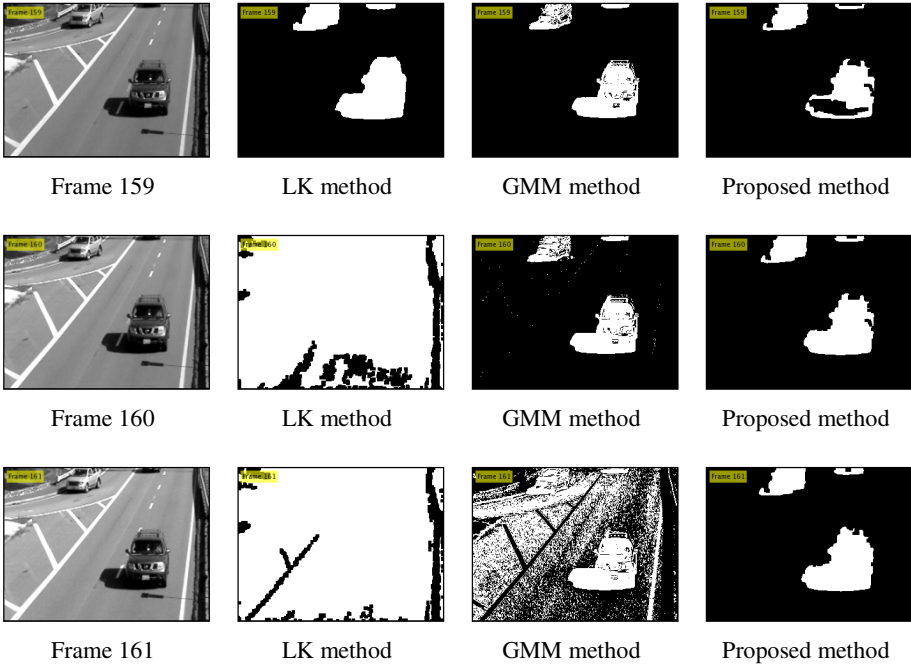 Frame 159 Frame 159 Frame 159 Frame 159
Frame 159 LK method GMM method Proposed method
Frame 160 Frame 160 Frame 160 Frame 160
Frame 160 LK method GMM method Proposed method
Frame 161 Frame 161 Frame 161 Frame 161
Frame 161 LK method GMM method Proposed method